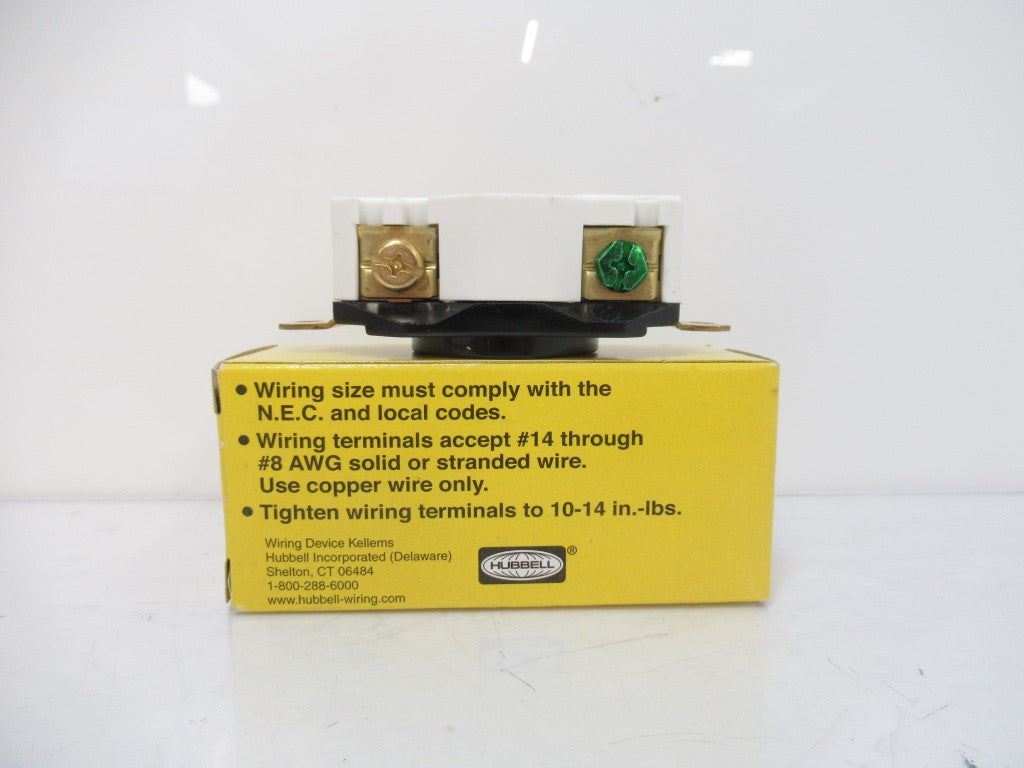 • Wiring size must comply with the
N.E.C. and local codes.
• Wiring terminals accept #14 through
#8 AWG solid or stranded wire.
Use copper wire only.
• Tighten wiring terminals to 10-14 in.-lbs.
Wiring Device Kellems
Hubbell Incorporated (Delaware)
Shelton, CT 06484
1-800-288-6000
www.hubbell-wiring.com
HUBBELL®